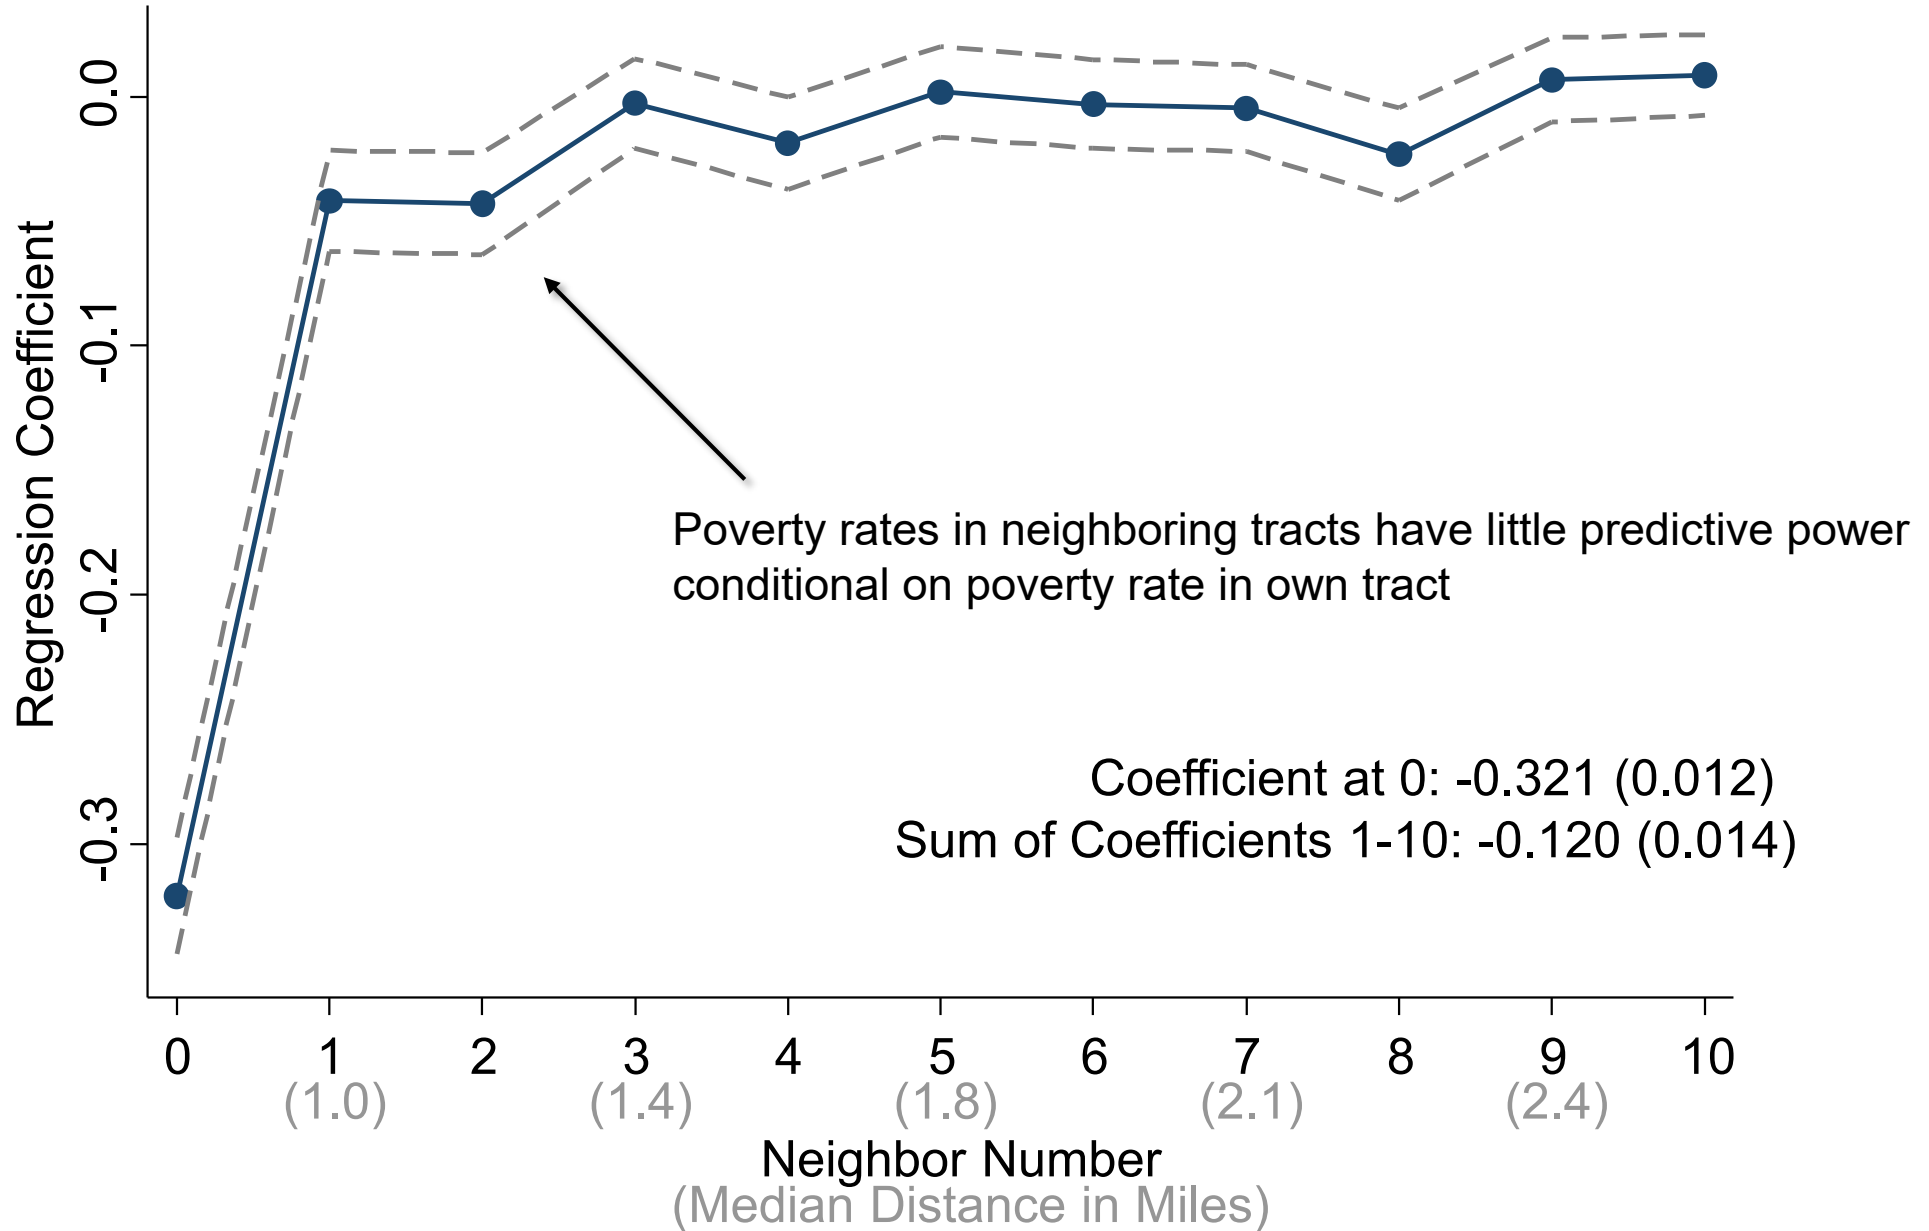 0.0
-0.1
-0.2
-0.3
Regression Coefficient
Poverty rates in neighboring tracts have little predictive power
conditional on poverty rate in own tract
Coefficient at 0: -0.321 (0.012)
Sum of Coefficients 1-10: -0.120 (0.014)
0 1 2 3 4 5 6 7 8 9 10
(1.0) (1.4) (1.8) (2.1) (2.4)
Neighbor Number
(Median Distance in Miles)